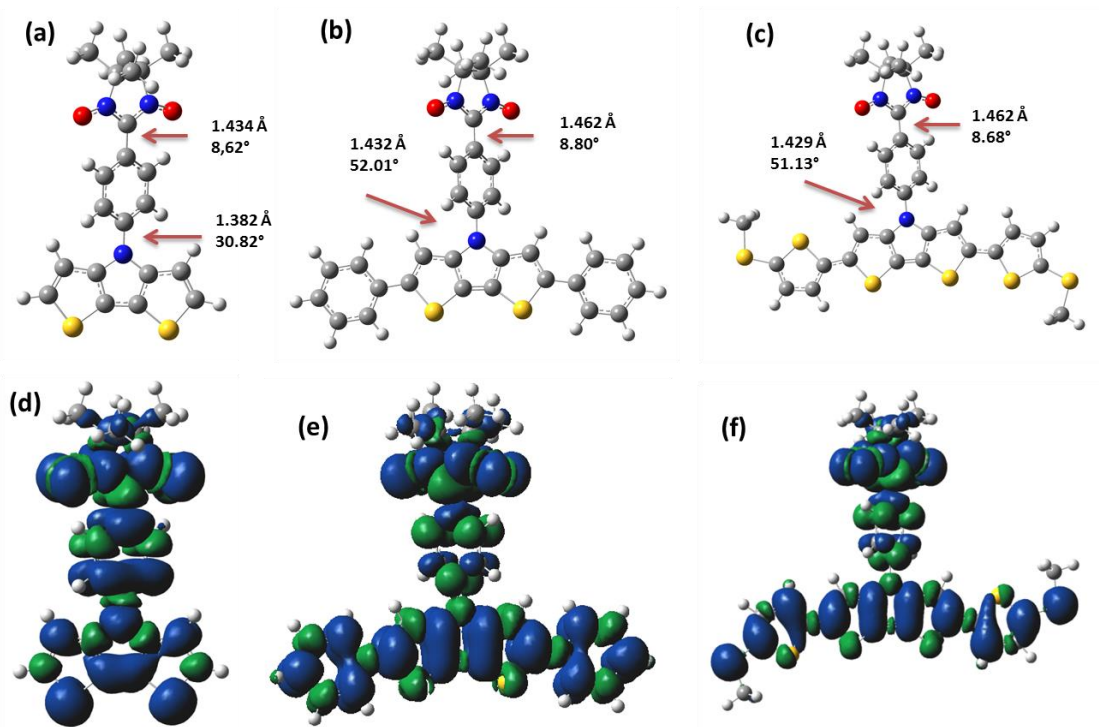 (a)
(b)
(c)
1.434 Å
8,62°
1.382 Å
30.82°
1.432 Å
52.01°
1.462 Å
8.80°
1.429 Å
51.13°
1.462 Å
8.68°
(d)
(e)
(f)